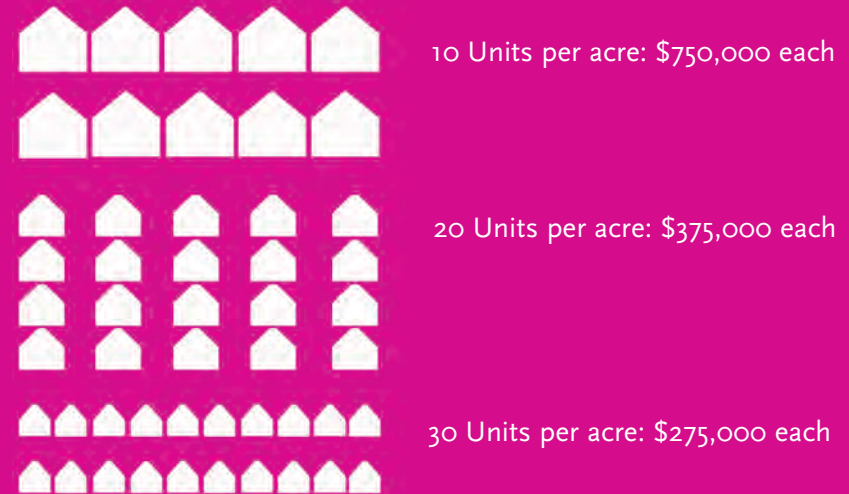 10 Units per acre: $750,000 each
20 Units per acre: $375,000 each
30 Units per acre: $275,000 each